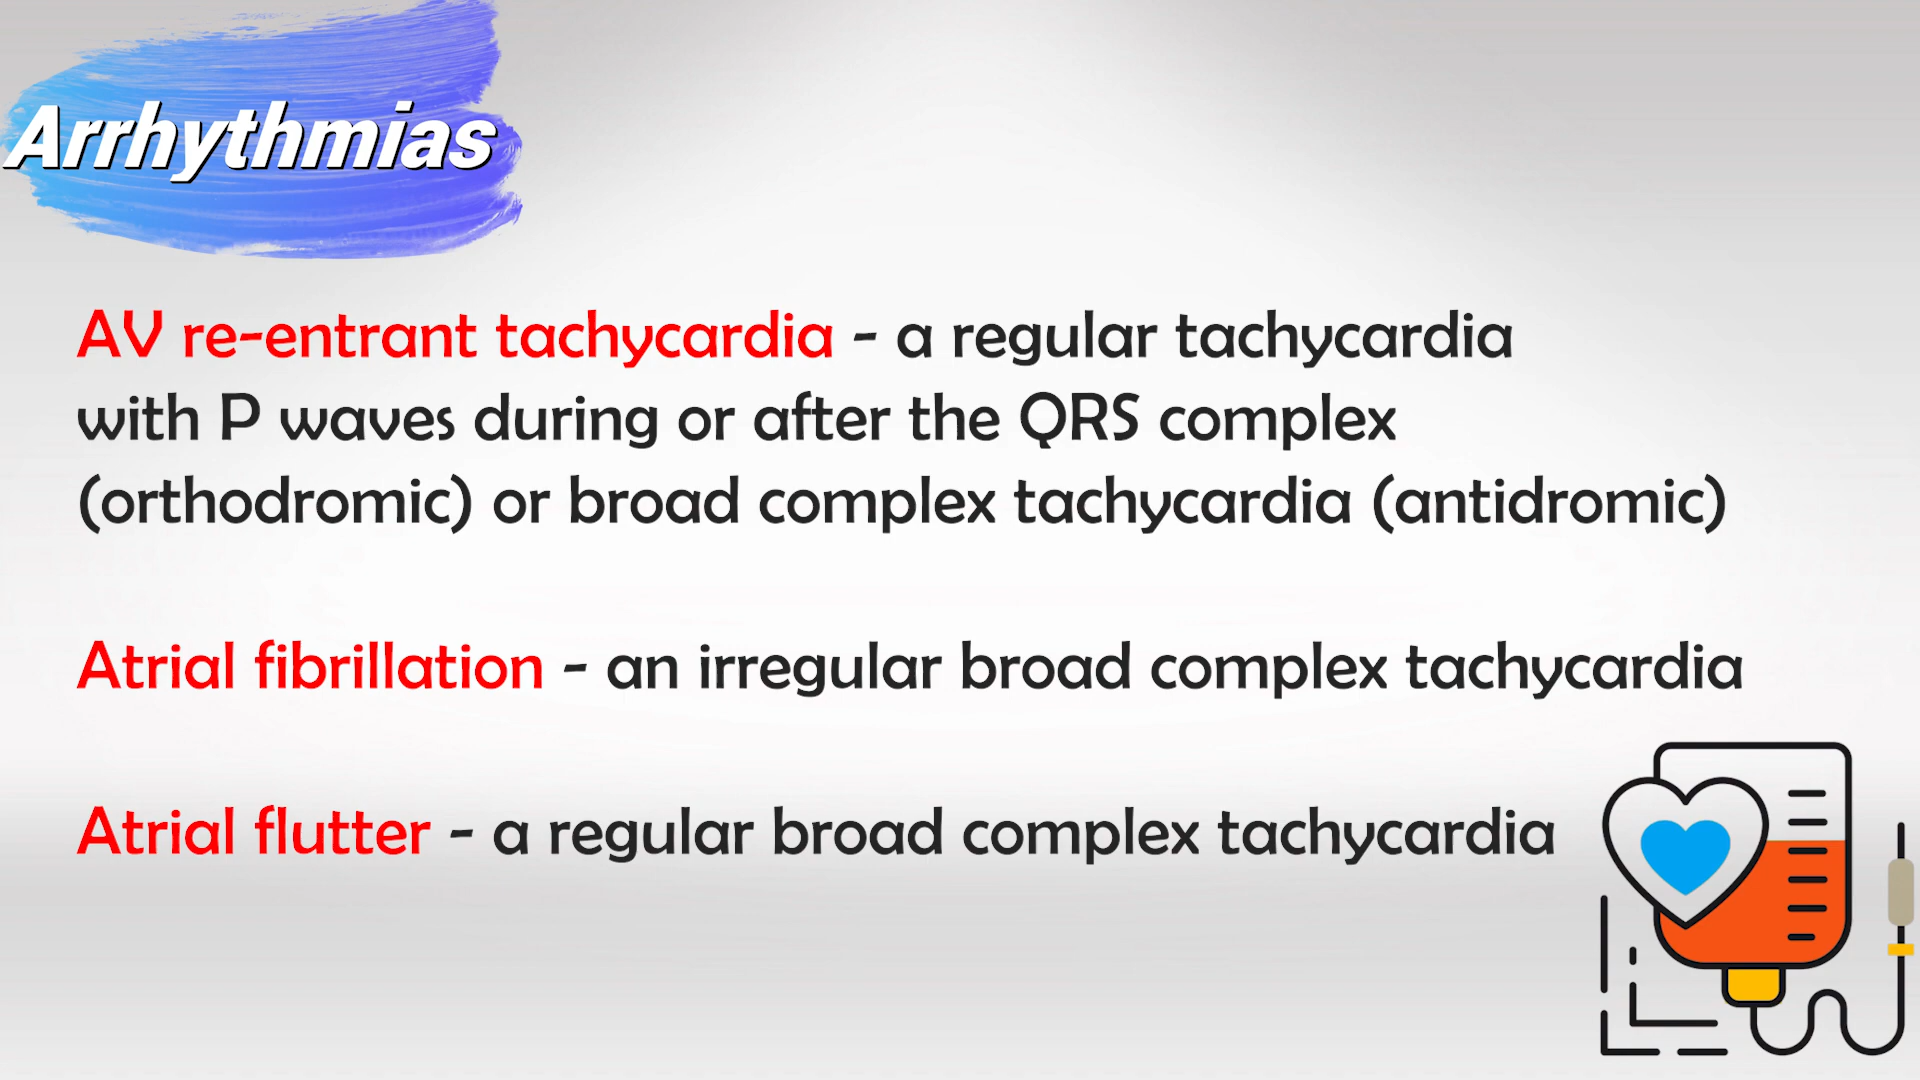 Arrhythmias
AV re-entrant tachycardia - a regular tachycardia
with P waves during or after the QRS complex
(orthodromic) or broad complex tachycardia (antidromic)
Atrial fibrillation - an irregular broad complex tachycardia
Atrial flutter - a regular broad complex tachycardia